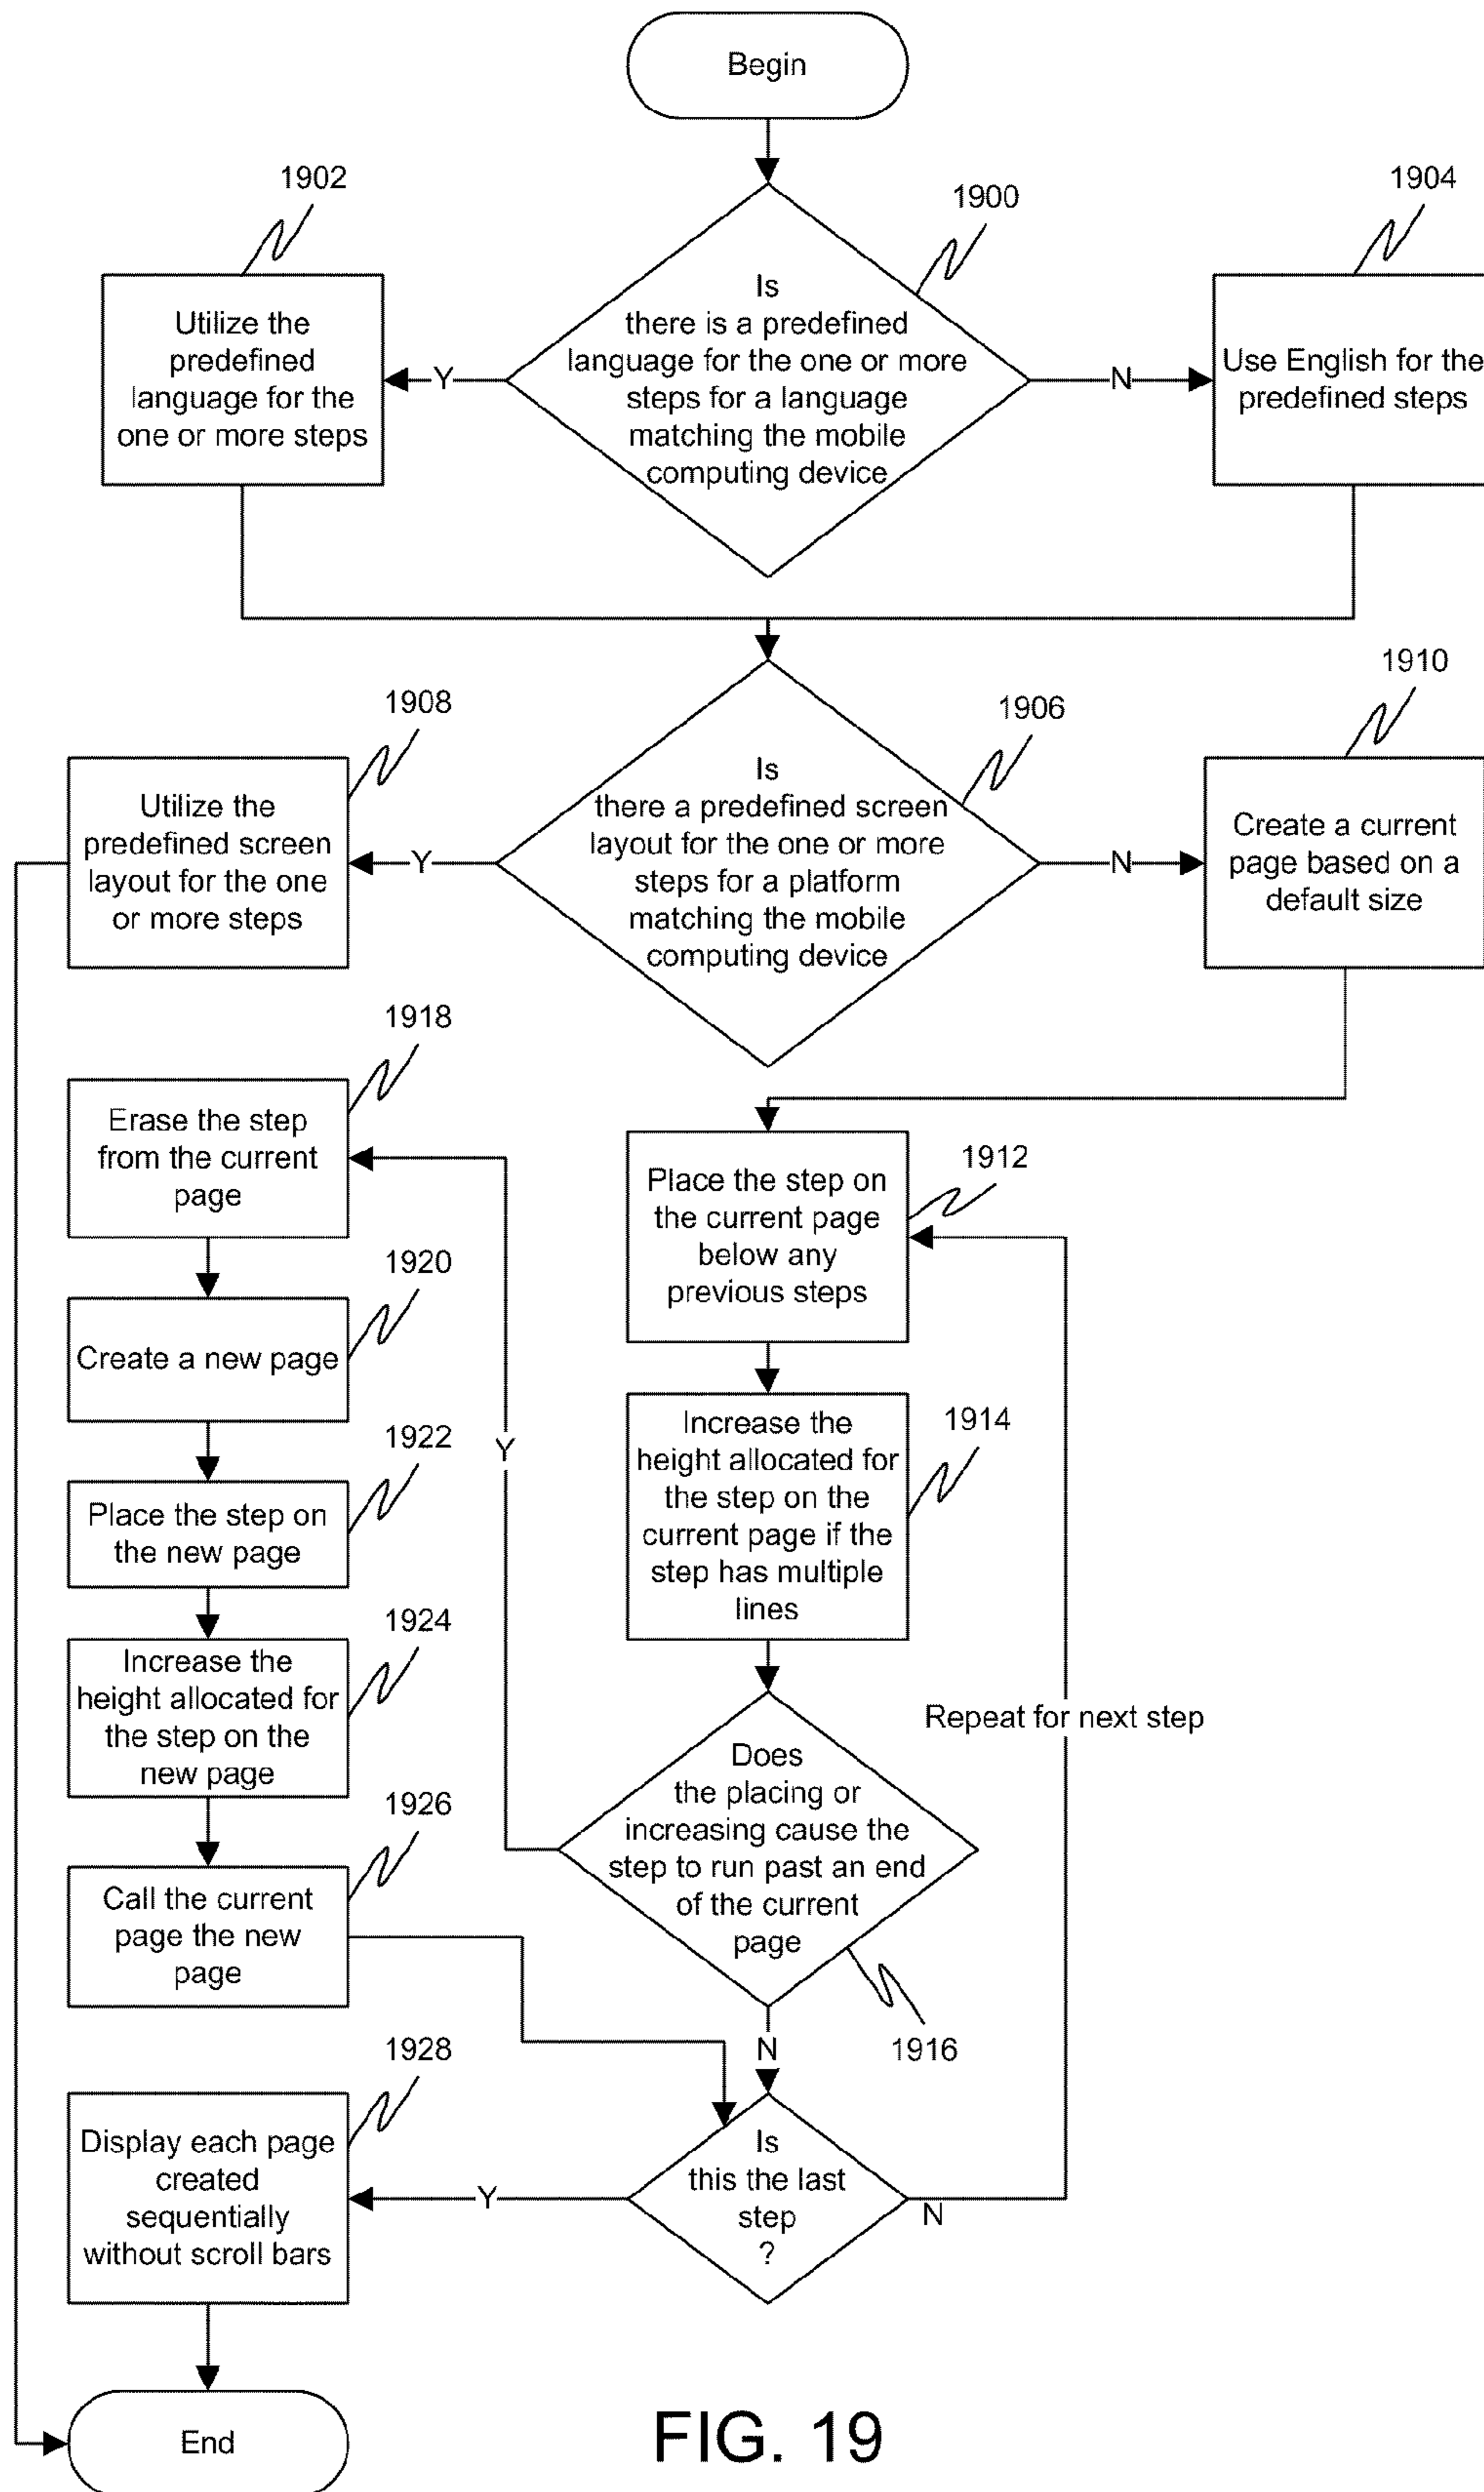 Begin
1902
1900
1904
Utilize the
predefined
language for the
one or more steps
Y
Is
there is a predefined
language for the one or more
steps for a language
matching the mobile
computing device
N
Use English for the
predefined steps
1908
1906
1910
Utilize the
predefined screen
layout for the one
or more steps
Y
Is
there a predefined screen
layout for the one or more
steps for a platform
matching the mobile
computing device
N
Create a current
page based on a
default size
1918
Erase the step
from the current
page
1912
Place the step on
the current page
below any
previous steps
1920
Create a new page
1914
Increase the
height allocated for
the step on the
current page if the
step has multiple
lines
1922
Place the step on
the new page
Y
1924
Increase the
height allocated for
the step on the
new page
Repeat for next step
Does
the placing or
increasing cause the
step to run past an end
of the current
page
1916
1926
Call the current
page the new
page
N
1928
Display each page
created
sequentially
without scroll bars
Y
Is
this the last
step
?
N
End
FIG. 19